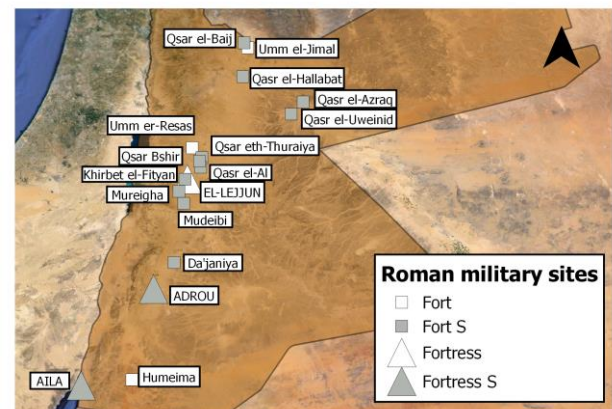 Qsar el-Baij
Umm el-Jimal
Qasr el-Hallabat
Qasr el-Azraq
Qasr el-Uweinid
Umm er-Resas
Qsar eth-Thuraiya
Qsar Bshir
Qasr el-Al
Khirbet el-Fityan
EL-LEJJUN
Mureigha
Mudeibi
Da'janiya
ADROU
AILA
Humeima
Roman military sites
Fort
Fort S
Fortress
Fortress S